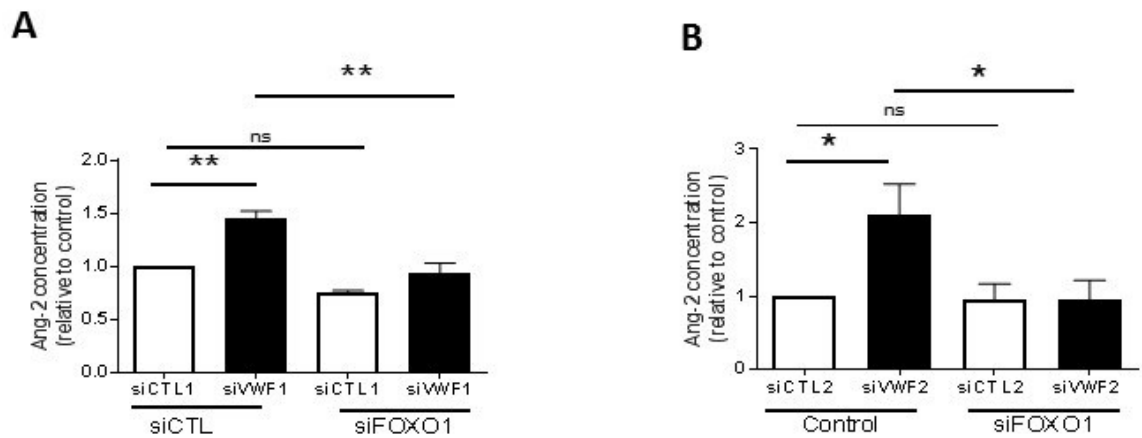 A
**
ns
**
2.0
1.5
1.0
0.5
0.0
Ang-2 concentration
(relative to control)
siCTL1 siVWF1 siCTL1 siVWF1
siCTL siFOXO1
B
*
ns
*
3
2
1
0
Ang-2 concentration
(relative to control)
siCTL2 siVWF2 siCTL2 siVWF2
Control siFOXO1